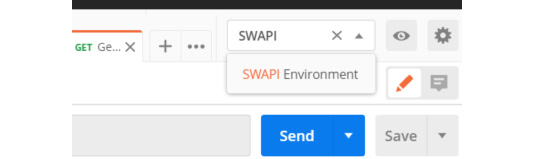 SWAPI
GET Ge...
SWAPI Environment
Send
Save